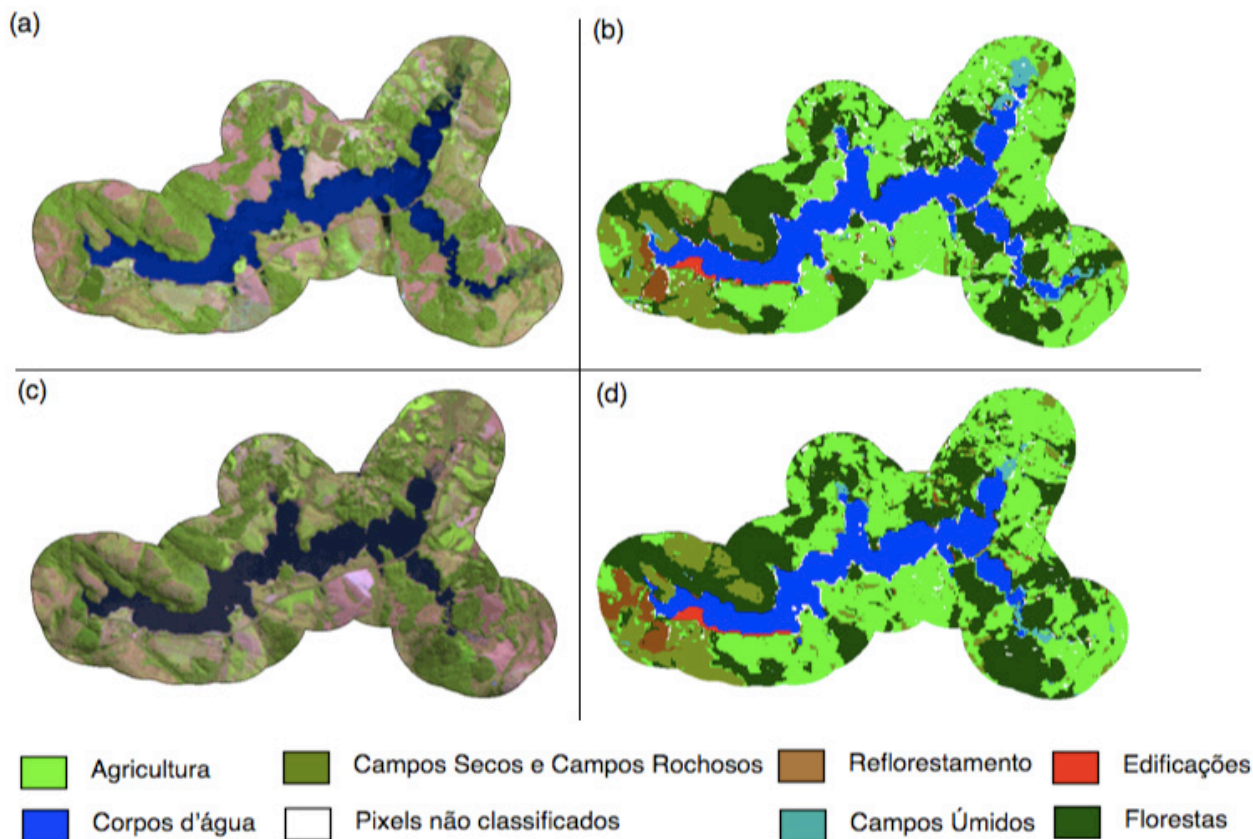 (a)
(b)
(c)
(d)
Agricultura
Campos Secos e Campos Rochosos
Reflorestamento
Edificações
Corpos d'água
Pixels não classificados
Campos Úmidos
Florestas